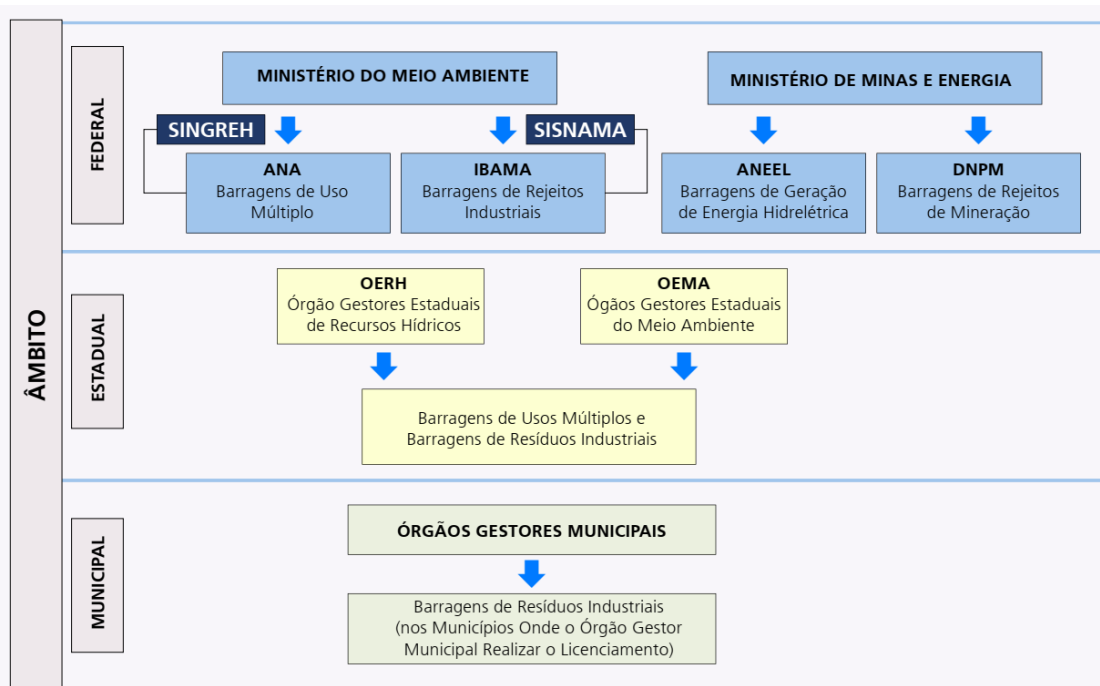 ÂMBITO
FEDERAL
MINISTÉRIO DO MEIO AMBIENTE
MINISTÉRIO DE MINAS E ENERGIA
SINGREH
SISNAMA
ANA
Barragens de Uso
Múltiplo
IBAMA
Barragens de Rejeitos
Industriais
ANEEL
Barragens de Geração
de Energia Hidrelétrica
DNPM
Barragens de Rejeitos
de Mineração
ESTADUAL
OERH
Órgão Gestores Estaduais
de Recursos Hídricos
OEMA
Ógãos Gestores Estaduais
do Meio Ambiente
Barragens de Usos Múltiplos e
Barragens de Resíduos Industriais
MUNICIPAL
ÓRGÃOS GESTORES MUNICIPAIS
Barragens de Resíduos Industriais
(nos Municípios Onde o Órgão Gestor
Municipal Realizar o Licenciamento)